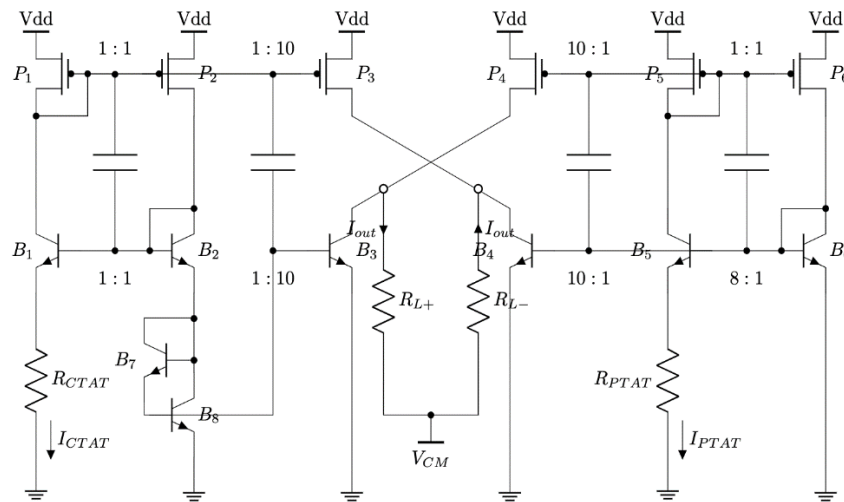 Vdd Vdd Vdd Vdd Vdd Vdd
1 : 1 1 : 10 10 : 1 1 : 1
P1 P2 P3 P4 P5 P6
Iout Iout
B1 B2 B3 B4 B5 B
1 : 1 1 : 10 10 : 1 8 : 1
RL+ RL−
B7
RCTAT RPTAT
B8
ICTAT VCM IPTAT